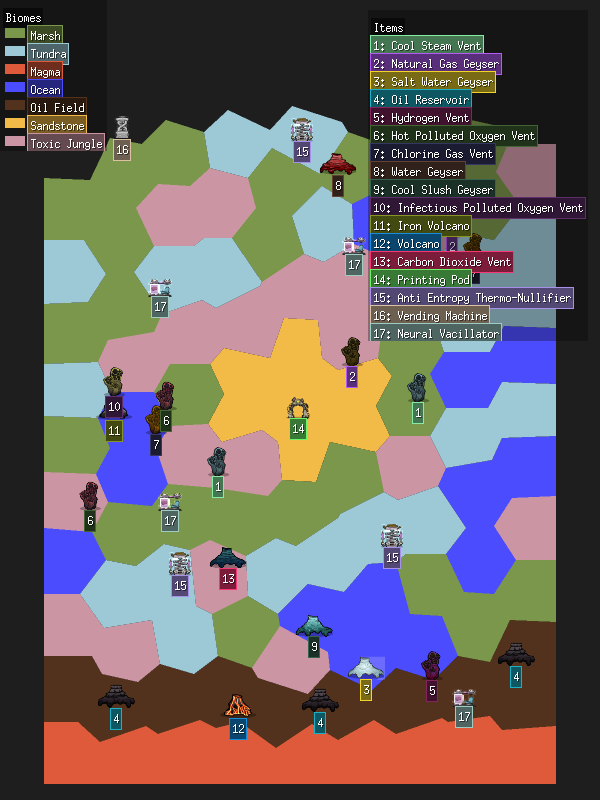 Biomes
Marsh
Tundra
Magma
Ocean
Oil Field
Sandstone
Toxic Jungle
Items
1: Cool Steam Vent
2: Natural Gas Geyser
3: Salt Water Geyser
4: Oil Reservoir
5: Hydrogen Vent
6: Hot Polluted Oxygen Vent
7: Chlorine Gas Vent
8: Water Geyser
9: Cool Slush Geyser
10: Infectious Polluted Oxygen Vent
11: Iron Volcano
12: Volcano
13: Carbon Dioxide Vent
14: Printing Pod
15: Anti Entropy Thermo-Nullifier
16: Vending Machine
17: Neural Vacillator
16
15
8
2
17
17
2
10
11
6
7
14
1
1
6
17
15
13
15
9
3
5
4
4
12
4
17